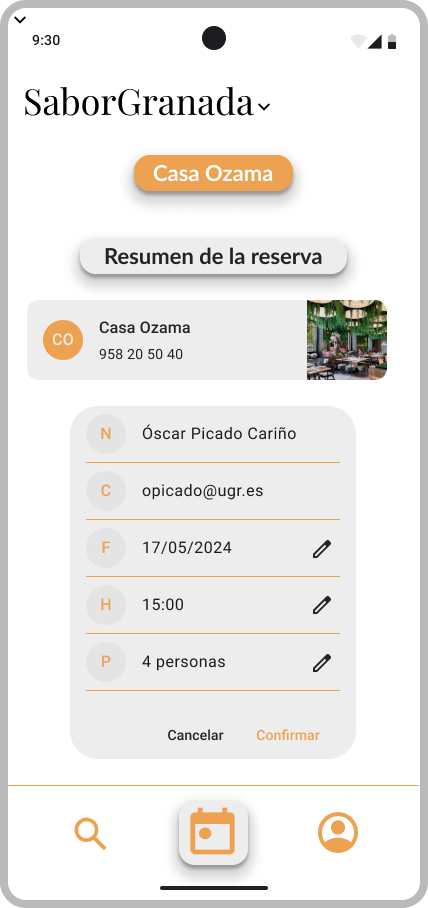 9:30
SaborGranada
Casa Ozama
Resumen de la reserva
CO
Casa Ozama
958 20 50 40
N Óscar Picado Cariño
C opicado@ugr.es
F 17/05/2024
H 15:00
P 4 personas
Cancelar Confirmar